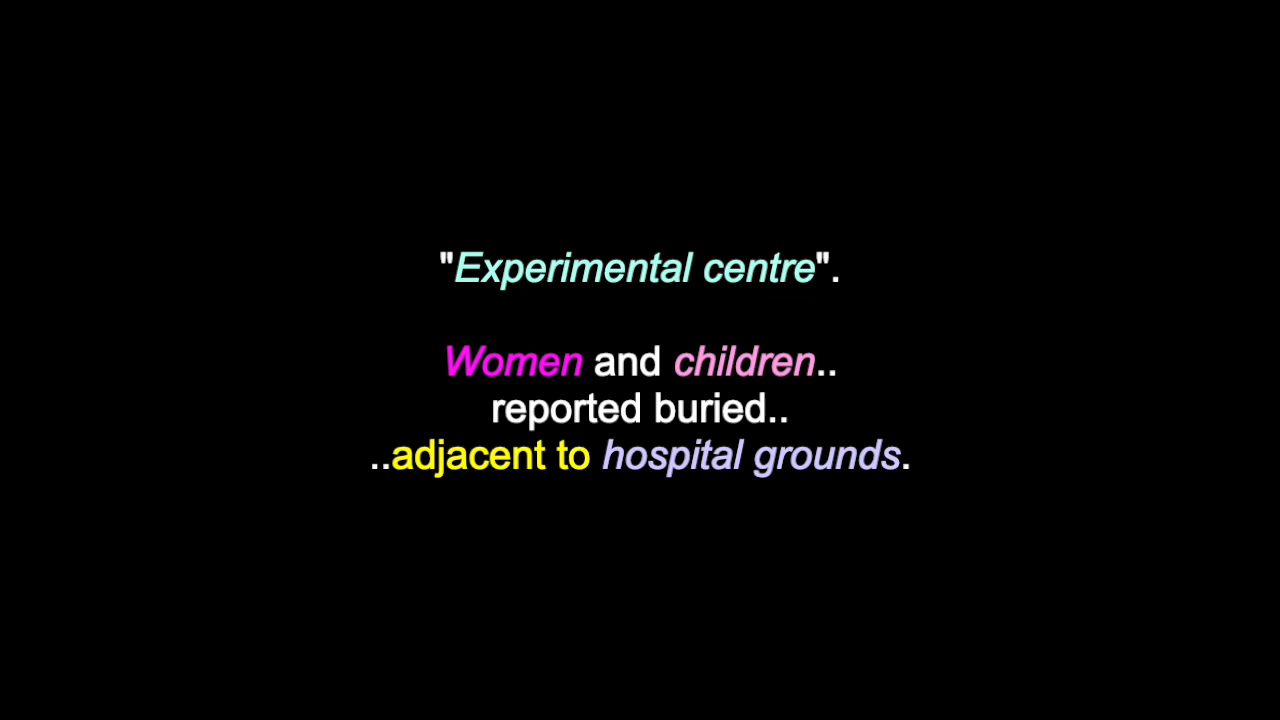 "Experimental centre".
Women and children..
reported buried..
..adjacent to hospital grounds.